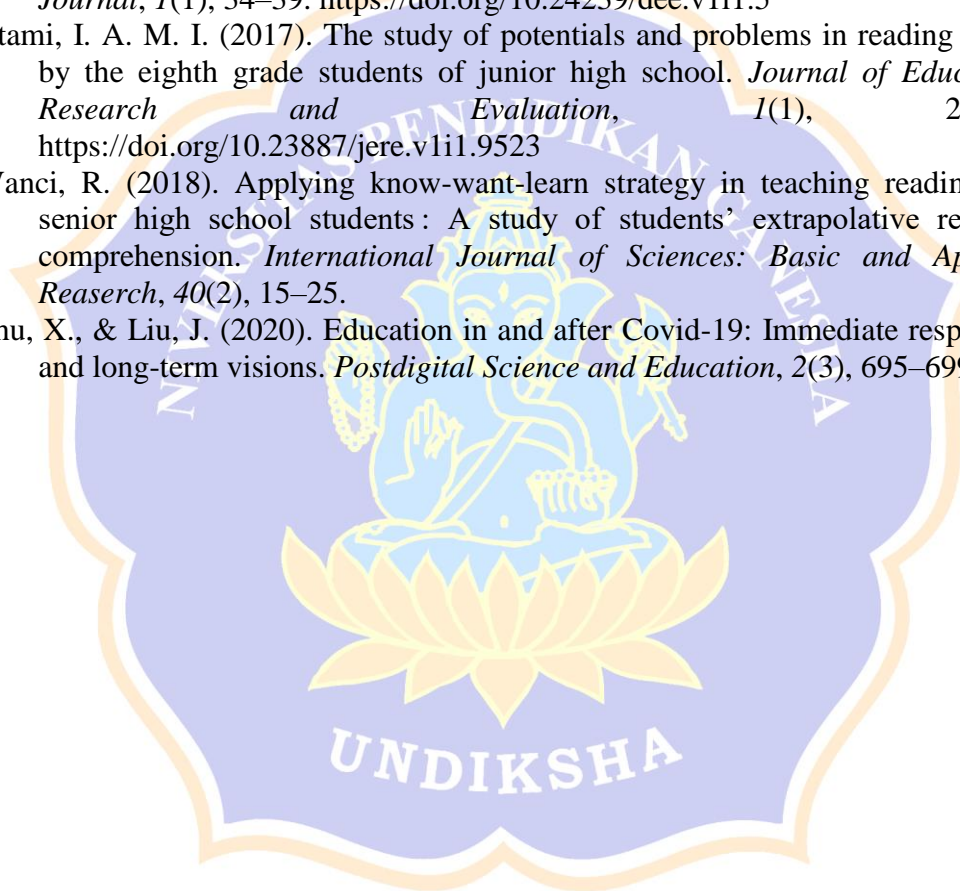 Journal, 1(1), 34–39. https://doi.org/10.24259/dee.v1i1.5
tami, I. A. M. I. (2017). The study of potentials and problems in reading
by the eighth grade students of junior high school. Journal of Educ
Research and Evaluation, 1(1), 2
https://doi.org/10.23887/jere.v1i1.9523
anci, R. (2018). Applying know-want-learn strategy in teaching readin
senior high school students : A study of students’ extrapolative re
comprehension. International Journal of Sciences: Basic and Ap
Reaserch, 40(2), 15–25.
hu, X., & Liu, J. (2020). Education in and after Covid-19: Immediate resp
and long-term visions. Postdigital Science and Education, 2(3), 695–699
NIVERSITAS PENDIDIKAN GANESHA
UNDIKSHA